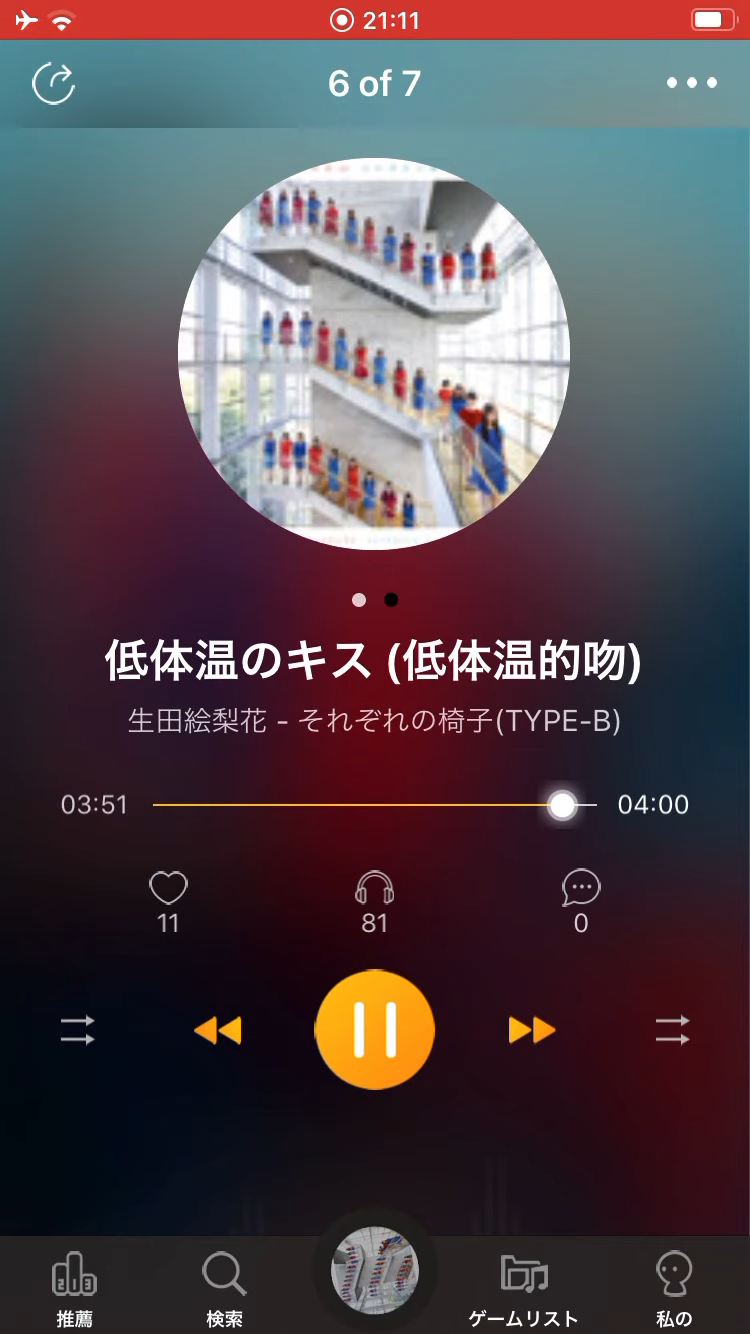 21:11
6 of 7
低体温のキス (低体温的吻)
生田絵梨花 - それぞれの椅子(TYPE-B)
03:51 04:00
11 81 0
推薦 検索 ゲームリスト 私の